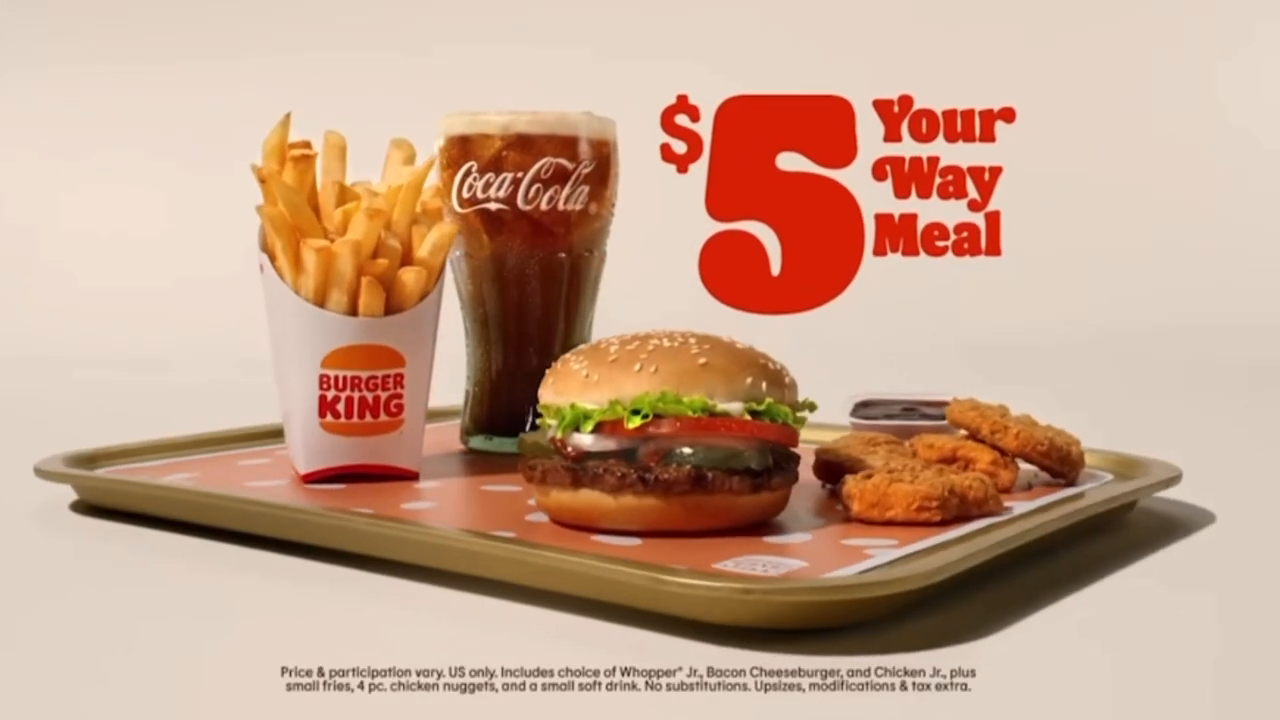 $5
Your
Way
Meal
Coca-Cola
BURGER
KING
Price & participation vary. US only. Includes choice of Whopper® Jr., Bacon Cheeseburger, and Chicken Jr., plus
small fries, 4 pc. chicken nuggets, and a small soft drink. No substitutions. Upsizes, modifications & tax extra.